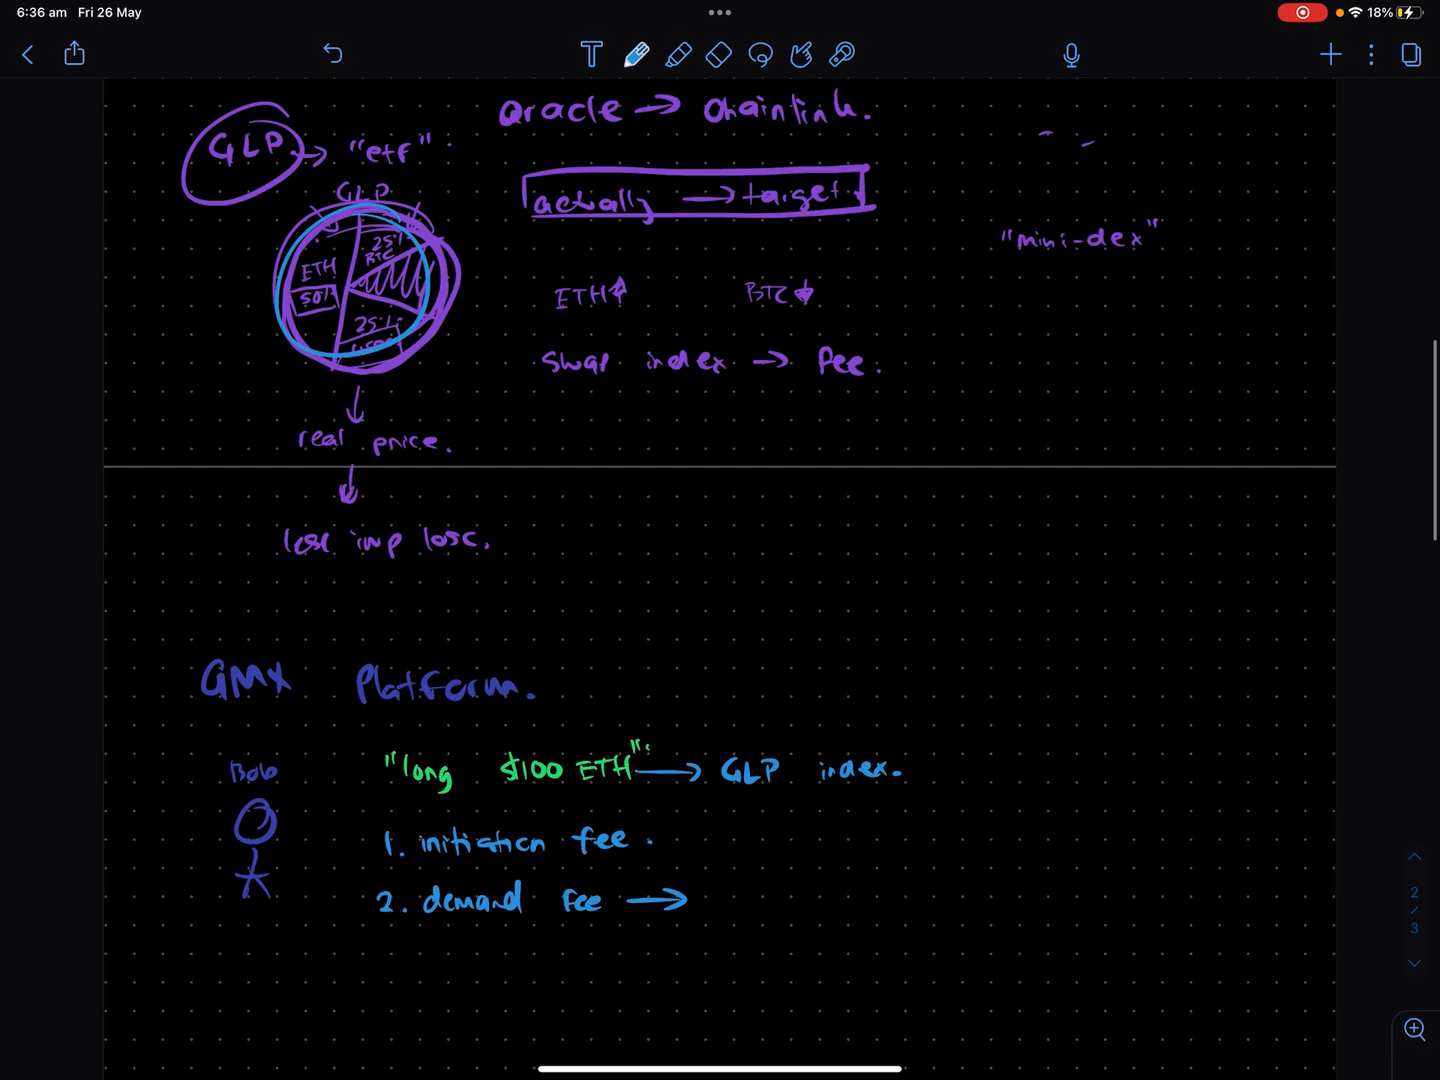 6:36 am Fri 26 May
18%
Oracle → Chainlink.
GLP → "etf".
GLP
actually → target
"mini-dex"
25%
BTC
ETH
50%
25%
ETH↑ BTC↓
Swap index → Fee.
real price.
less imp loss.
GMX Platform.
Bob
"long $100 ETH". → GLP index.
1. initiation fee.
2. demand fee →
2
/
3